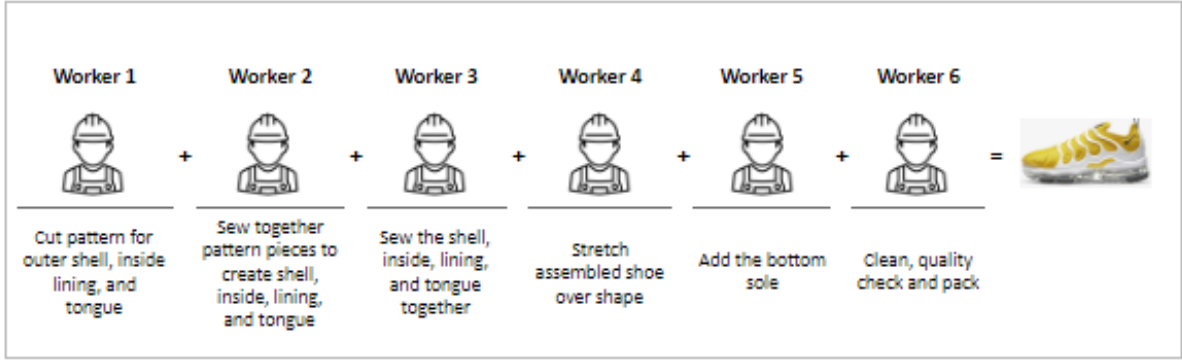 Worker 1
Worker 2
Worker 3
Worker 4
Worker 5
Worker 6
+
+
+
+
+
=
Cut pattern for
outer shell, inside
lining, and
tongue
Sew together
pattern pieces to
create shell,
inside, lining,
and tongue
Sew the shell,
inside, lining,
and tongue
together
Stretch
assembled shoe
over shape
Add the bottom
sole
Clean, quality
check and pack